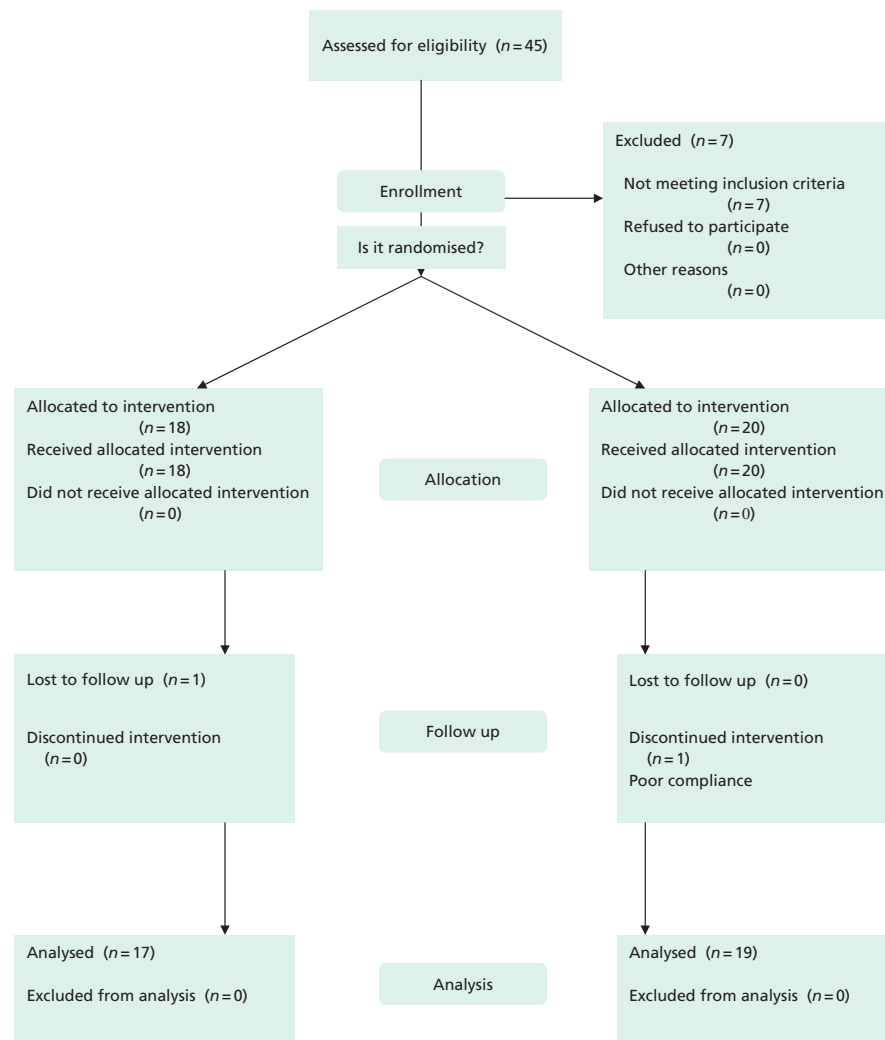 Assessed for eligibility (n=45)
Excluded (n=7)
Not meeting inclusion criteria
(n=7)
Refused to participate
(n=0)
Other reasons
(n=0)
Enrollment
Is it randomised?
Allocated to intervention
(n=18)
Received allocated intervention
(n=18)
Did not receive allocated intervention
(n=0)
Allocation
Allocated to intervention
(n=20)
Received allocated intervention
(n=20)
Did not receive allocated intervention
(n=0)
Lost to follow up (n=1)
Discontinued intervention
(n=0)
Follow up
Lost to follow up (n=0)
Discontinued intervention
(n=1)
Poor compliance
Analysed (n=17)
Excluded from analysis (n=0)
Analysis
Analysed (n=19)
Excluded from analysis (n=0)